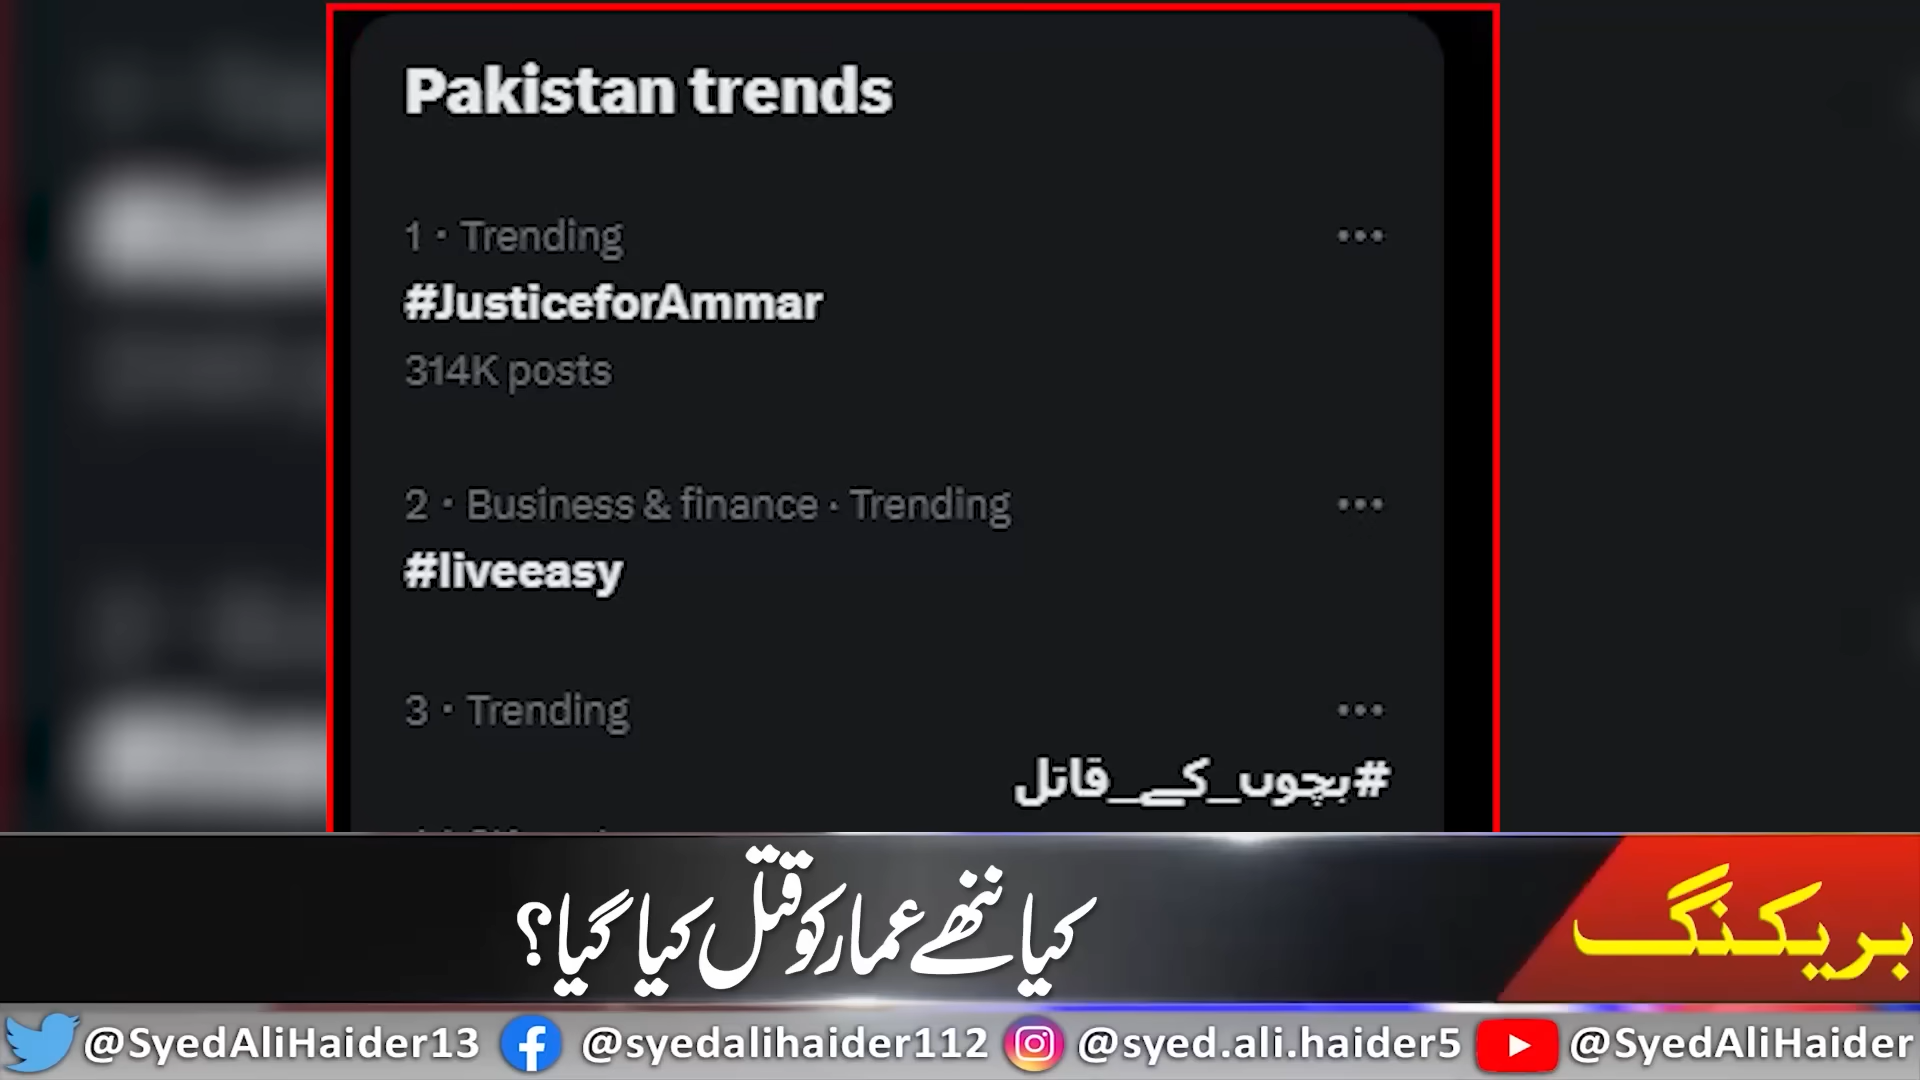 Pakistan trends
1 · Trending
#JusticeforAmmar
314K posts
2 · Business & finance · Trending
#liveeasy
3 · Trending
#بچوں_کے_قاتل
کیا ننھے عمار کو قتل کیا گیا؟
بریکنگ
@SyedAliHaider13 @syedalihaider112 @syed.ali.haider5 @SyedAliHaider